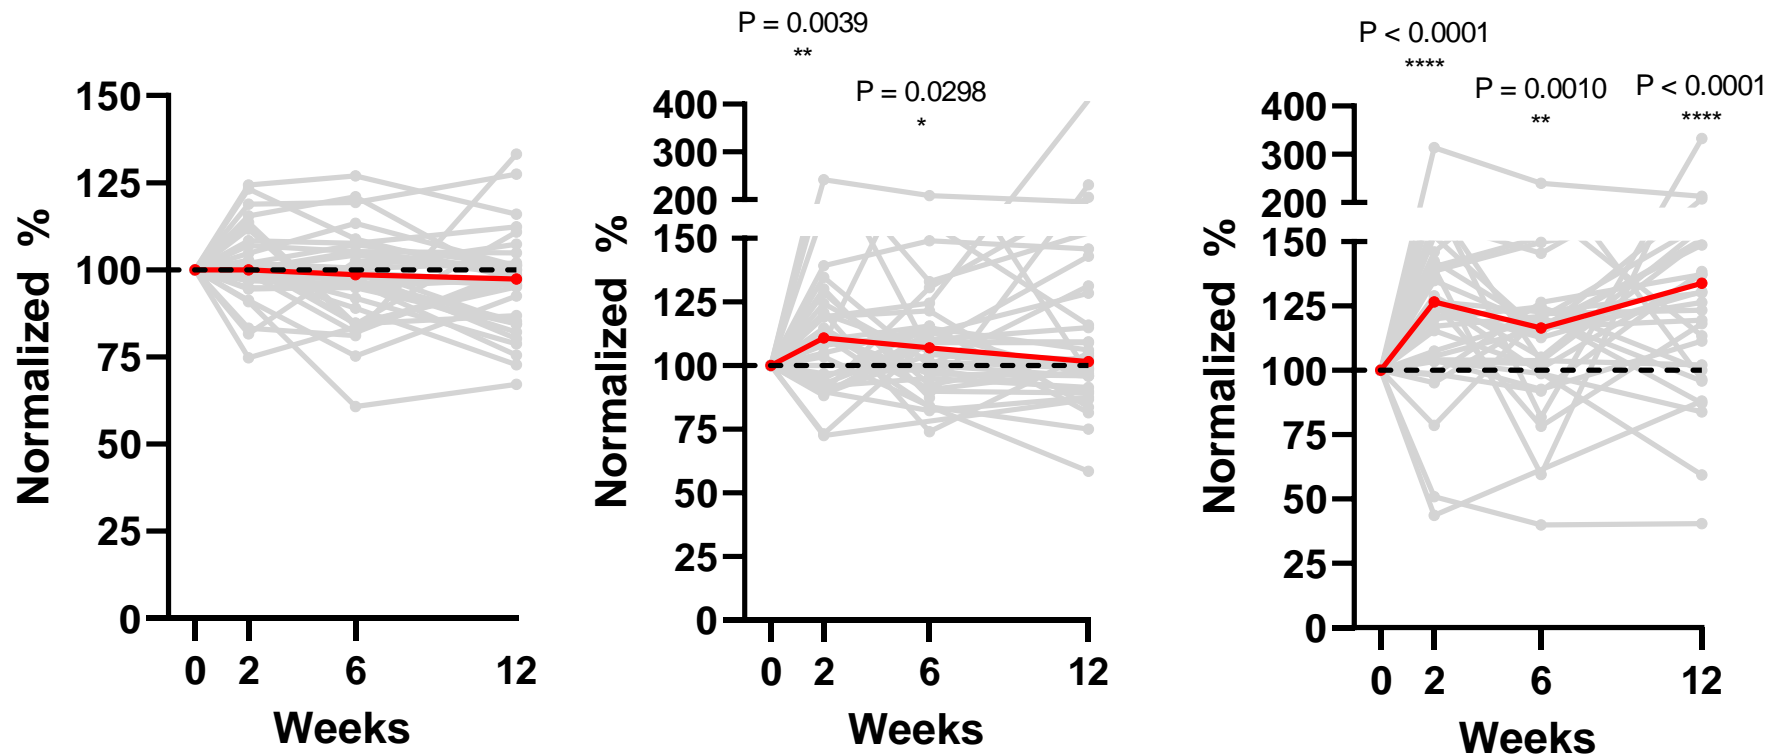 Normalized %
150
125
100
75
50
25
0
0 2 6 12
Weeks
P = 0.0039
**
P = 0.0298
*
Normalized %
400
300
200
150
125
100
75
50
25
0
0 2 6 12
Weeks
P < 0.0001
****
P = 0.0010
**
P < 0.0001
****
Normalized %
400
300
200
150
125
100
75
50
25
0
0 2 6 12
Weeks